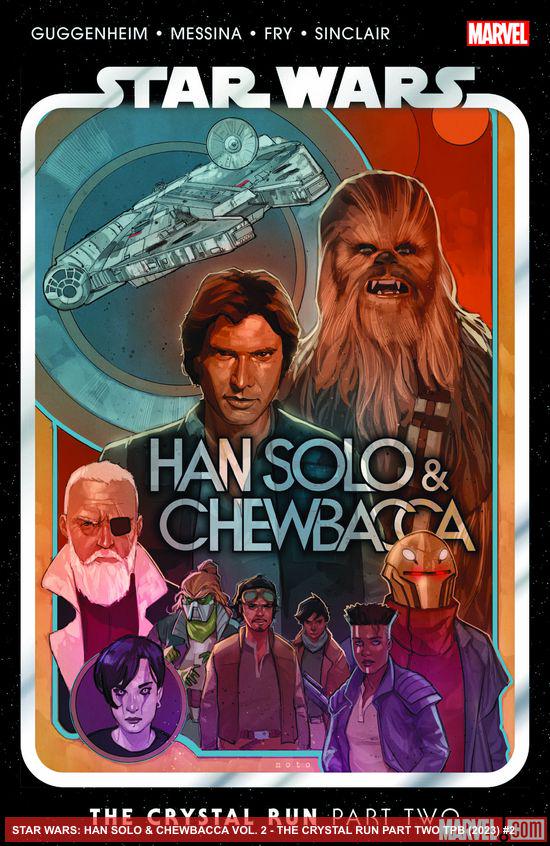 GUGGENHEIM • MESSINA • FRY • SINCLAIR
MARVEL
STAR WARS
HAN SOLO &
CHEWBACCA
noto
THE CRYSTAL RUN PART TWO
STAR WARS: HAN SOLO & CHEWBACCA VOL. 2 - THE CRYSTAL RUN PART TWO TPB (2023) #2
MARVEL.com